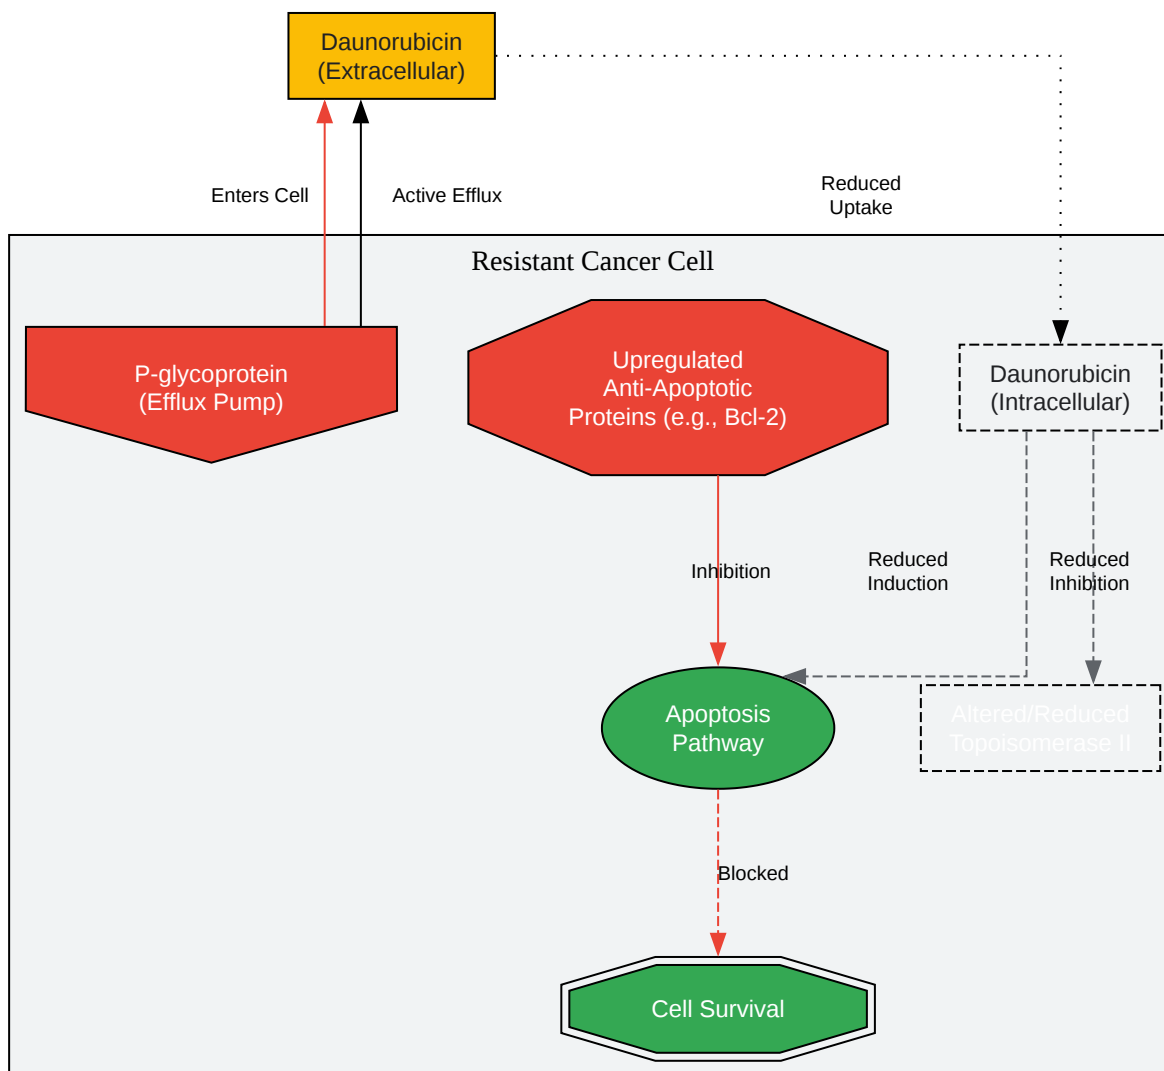 Daunorubicin
(Extracellular)
Enters Cell
Active Efflux
Reduced
Uptake
Resistant Cancer Cell
P-glycoprotein
(Efflux Pump)
Upregulated
Anti-Apoptotic
Proteins (e.g., Bcl-2)
Daunorubicin
(Intracellular)
Inhibition
Reduced
Induction
Reduced
Inhibition
Apoptosis
Pathway
Altered/Reduced
Topoisomerase II
Blocked
Cell Survival